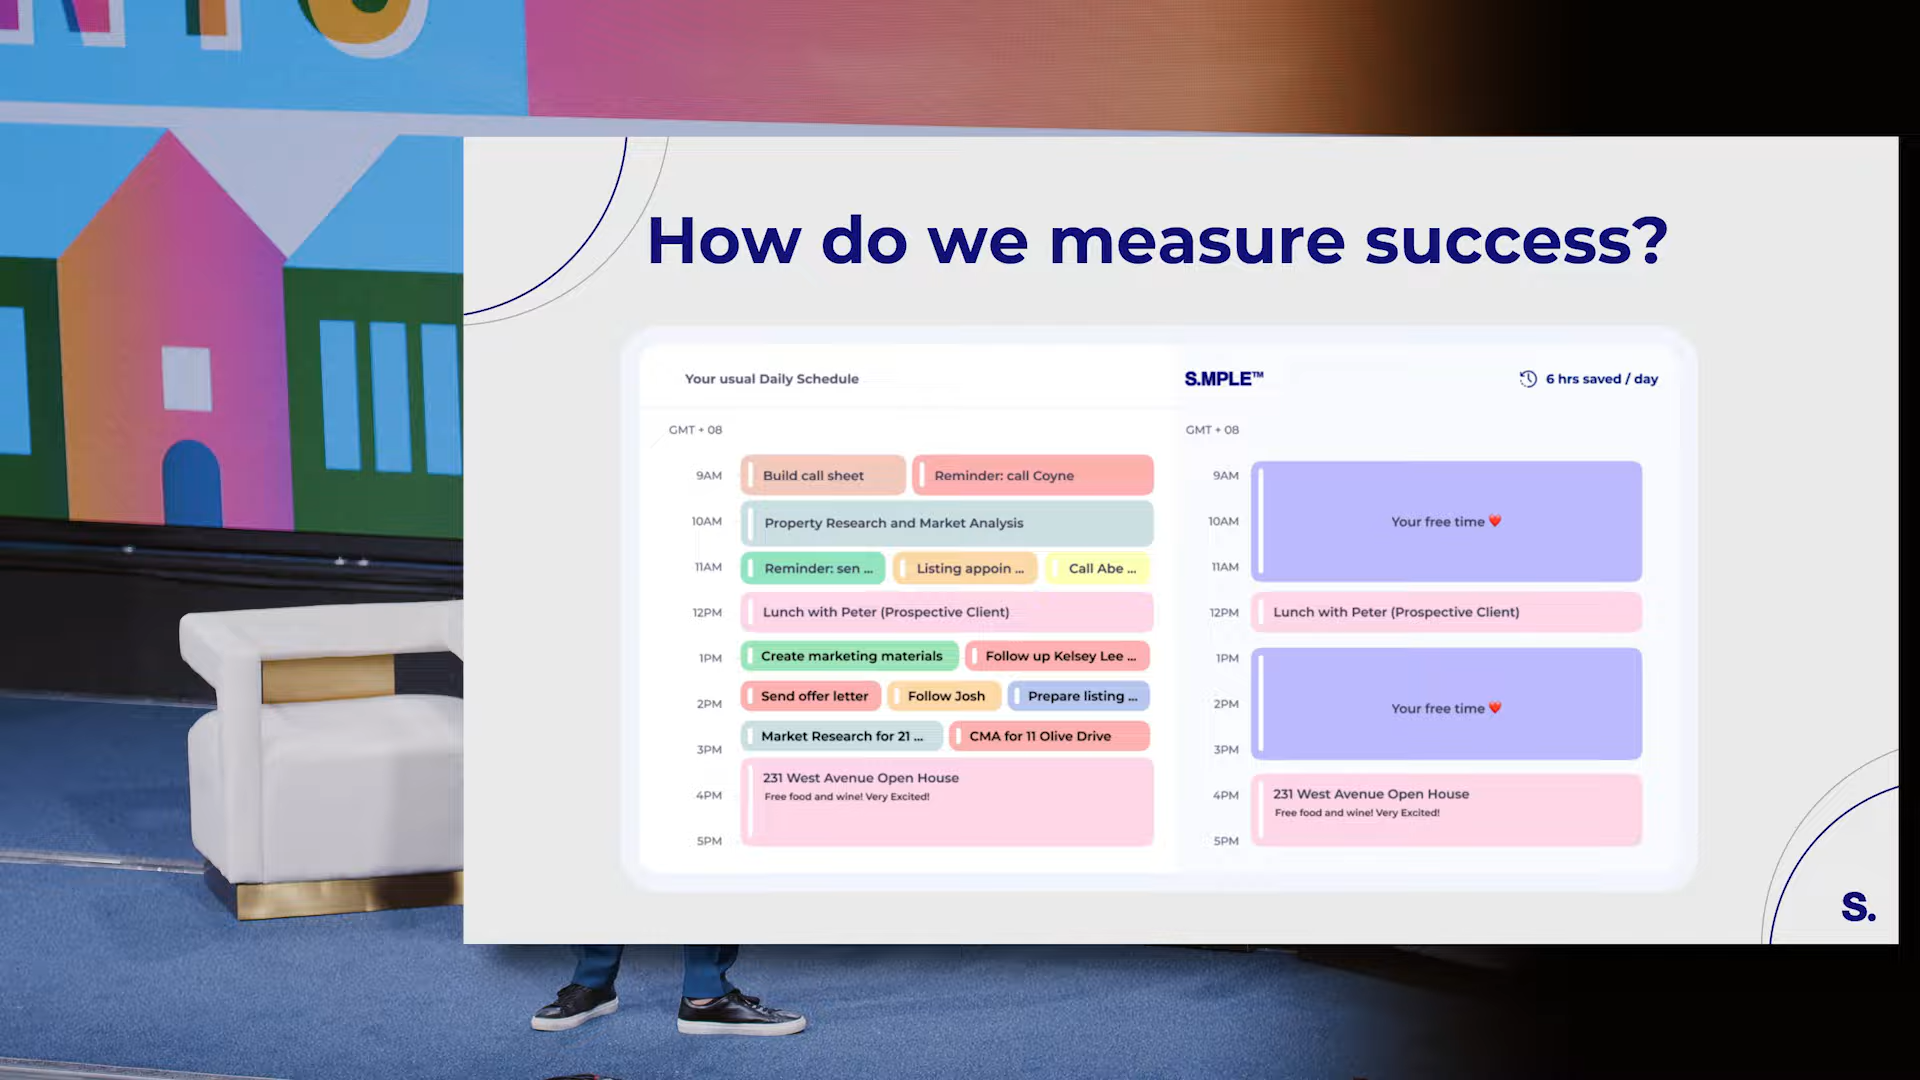 How do we measure success?
Your usual Daily Schedule
GMT + 08
9AM
Build call sheet
Reminder: call Coyne
10AM
Property Research and Market Analysis
11AM
Reminder: sen ...
Listing appoin ...
Call Abe ...
12PM
Lunch with Peter (Prospective Client)
1PM
Create marketing materials
Follow up Kelsey Lee ...
2PM
Send offer letter
Follow Josh
Prepare listing ...
Market Research for 21 ...
CMA for 11 Olive Drive
3PM
231 West Avenue Open House
Free food and wine! Very Excited!
4PM
5PM
S.MPLE™
6 hrs saved / day
GMT + 08
9AM
10AM
Your free time ❤️
11AM
12PM
Lunch with Peter (Prospective Client)
1PM
2PM
Your free time ❤️
3PM
4PM
231 West Avenue Open House
Free food and wine! Very Excited!
5PM
S.